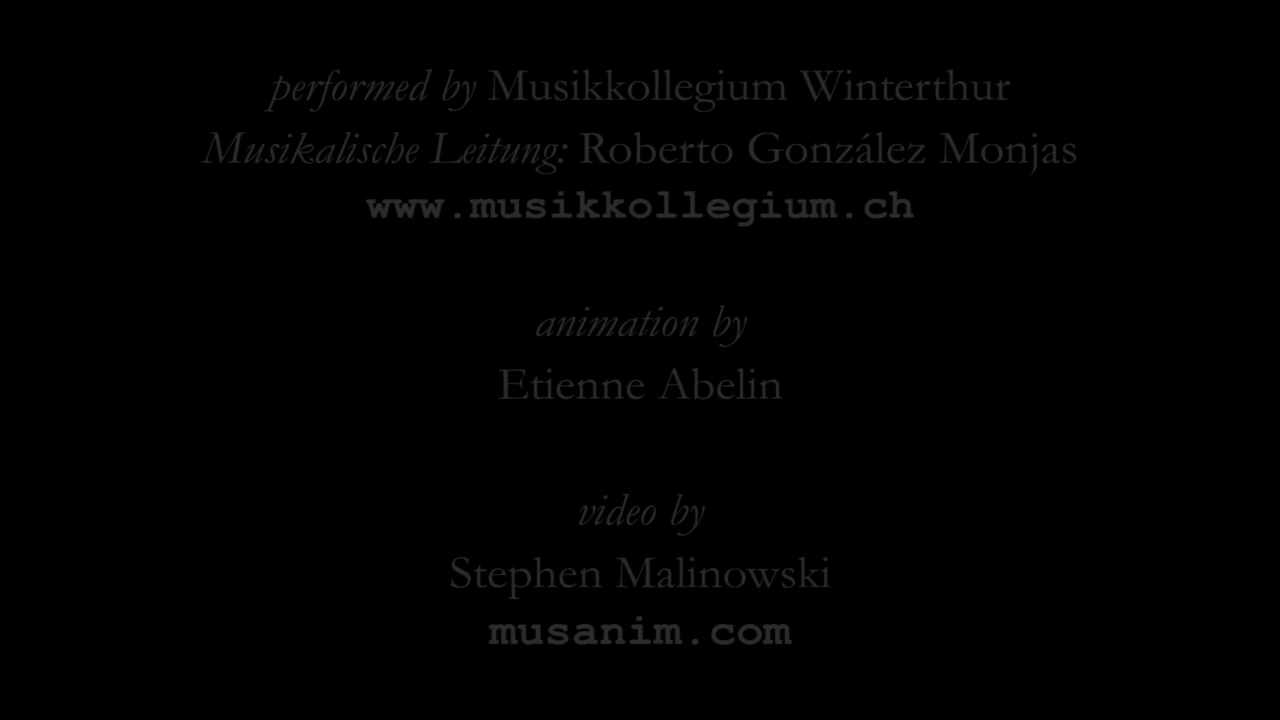 performed by Musikkollegium Winterthur
Musikalische Leitung: Roberto González Monjas
www.musikkollegium.ch
animation by
Etienne Abelin
video by
Stephen Malinowski
musanim.com